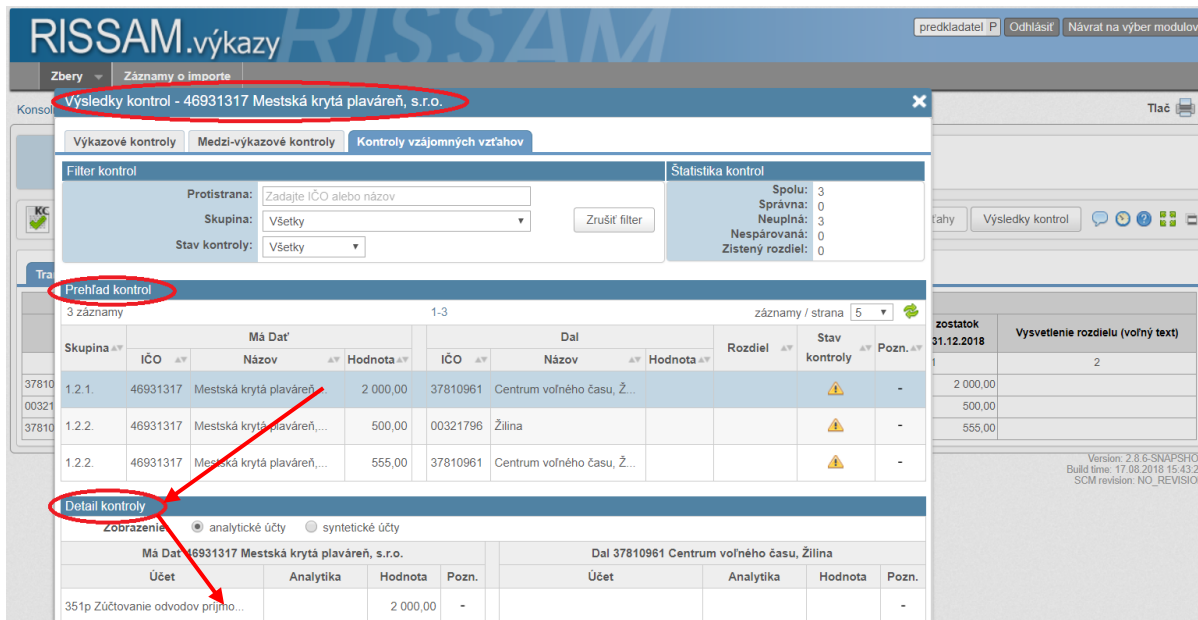 RISSAM.výkazy
RISSAM
predkladatel P Odhlásiť Návrat na výber modulov
Zbery Záznamy o importe
Konsoli
Výsledky kontrol - 46931317 Mestská krytá plaváreň, s.r.o.
Tlač
Výkazové kontroly Medzi-výkazové kontroly Kontroly vzájomných vzťahov
Filter kontrol
Štatistika kontrol
Protistrana: Zadajte IČO alebo názov
Skupina: Všetky Zrušiť filter
Stav kontroly: Všetky
Spolu: 3
Správna: 0
Neuplná: 3
Nespárovaná: 0
Zistený rozdiel: 0
KC
ťahy Výsledky kontrol
Tra
Prehľad kontrol
3 záznamy 1-3 záznamy / strana 5
Skupina Má Dať Dal Rozdiel Stav kontroly Pozn.
IČO Názov Hodnota IČO Názov Hodnota
1.2.1. 46931317 Mestská krytá plaváreň,... 2 000,00 37810961 Centrum voľného času, Ž... -
1.2.2. 46931317 Mestská krytá plaváreň,... 500,00 00321796 Žilina -
1.2.2. 46931317 Mestská krytá plaváreň,... 555,00 37810961 Centrum voľného času, Ž... -
zostatok
31.12.2018
Vysvetlenie rozdielu (voľný text)
1 2
37810 2 000,00
00321 500,00
37810 555,00
Version: 2.8.6-SNAPSHO
Build time: 17.08.2018 15:43:2
SCM revision: NO_REVISIO
Detail kontroly
Zobrazenie: analytické účty syntetické účty
Má Dať 46931317 Mestská krytá plaváreň, s.r.o. Dal 37810961 Centrum voľného času, Žilina
Účet Analytika Hodnota Pozn. Účet Analytika Hodnota Pozn.
351p Zúčtovanie odvodov príjmo... 2 000,00 - -